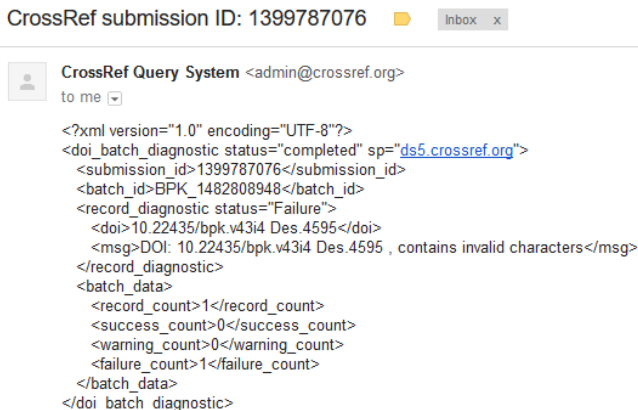 CrossRef submission ID: 1399787076 Inbox x
CrossRef Query System <admin@crossref.org>
to me
<?xml version="1.0" encoding="UTF-8"?>
<doi_batch_diagnostic status="completed" sp="ds5.crossref.org">
<submission_id>1399787076</submission_id>
<batch_id>BPK_1482808948</batch_id>
<record_diagnostic status="Failure">
<doi>10.22435/bpk.v43i4 Des.4595</doi>
<msg>DOI: 10.22435/bpk.v43i4 Des.4595 , contains invalid characters</msg>
</record_diagnostic>
<batch_data>
<record_count>1</record_count>
<success_count>0</success_count>
<warning_count>0</warning_count>
<failure_count>1</failure_count>
</batch_data>
</doi_batch_diagnostic>